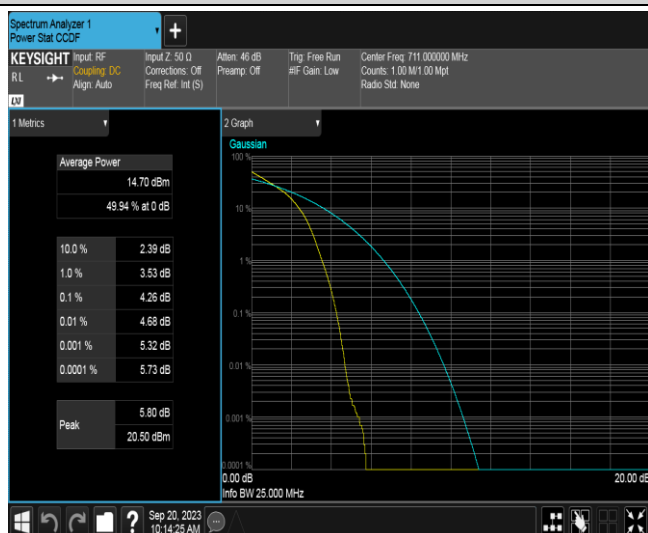 Spectrum Analyzer 1
Power Stat CCDF
+
KEYSIGHT
RL
LXI
Input: RF
Coupling: DC
Align: Auto
Input Z: 50 Ω
Corrections: Off
Freq Ref: Int (S)
Atten: 46 dB
Preamp: Off
Trig: Free Run
#IF Gain: Low
Center Freq: 711.000000 MHz
Counts: 1.00 M/1.00 Mpt
Radio Std: None
1 Metrics
Average Power
14.70 dBm
49.94 % at 0 dB
10.0 % 2.39 dB
1.0 % 3.53 dB
0.1 % 4.26 dB
0.01 % 4.68 dB
0.001 % 5.32 dB
0.0001 % 5.73 dB
Peak
5.80 dB
20.50 dBm
2 Graph
Gaussian
100 %
10 %
1 %
0.1 %
0.01 %
0.001 %
0.0001 %
0.00 dB
20.00 dB
Info BW 25.000 MHz
?
Sep 20, 2023
10:14:25 AM